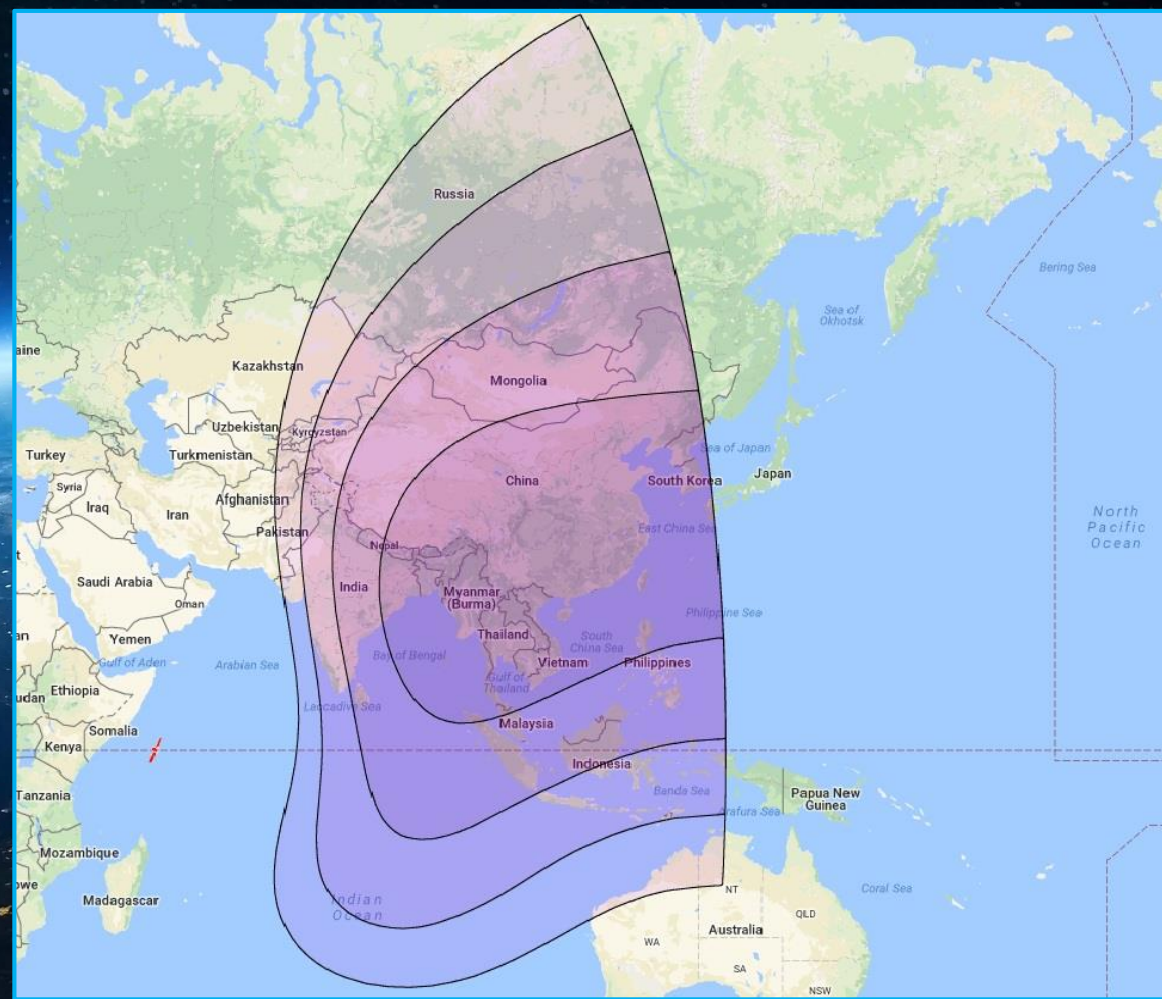 Russia
Bering Sea
Sea of
Okhotsk
aine
Kazakhstan
Mongolia
Uzbekistan
Kyrgyzstan
Turkey
Turkmenistan
Sea of Japan
Japan
Syria
Afghanistan
China
South Korea
Iraq
Iran
North
Pacific
Ocean
Pakistan
East China Sea
Nepal
Saudi Arabia
India
Myanmar
(Burma)
Oman
Philippine Sea
Yemen
Thailand
South
China Sea
an
Gulf of Aden
Arabian Sea
Bay of Bengal
Vietnam
Philippines
Gulf of
Thailand
udan
Ethiopia
Laccadive Sea
Malaysia
Somalia
Kenya
Indonesia
Tanzania
Banda Sea
Papua New
Guinea
Arafura Sea
Mozambique
bwe
Madagascar
Indian
Ocean
NT
Coral Sea
QLD
WA
Australia
SA
NSW